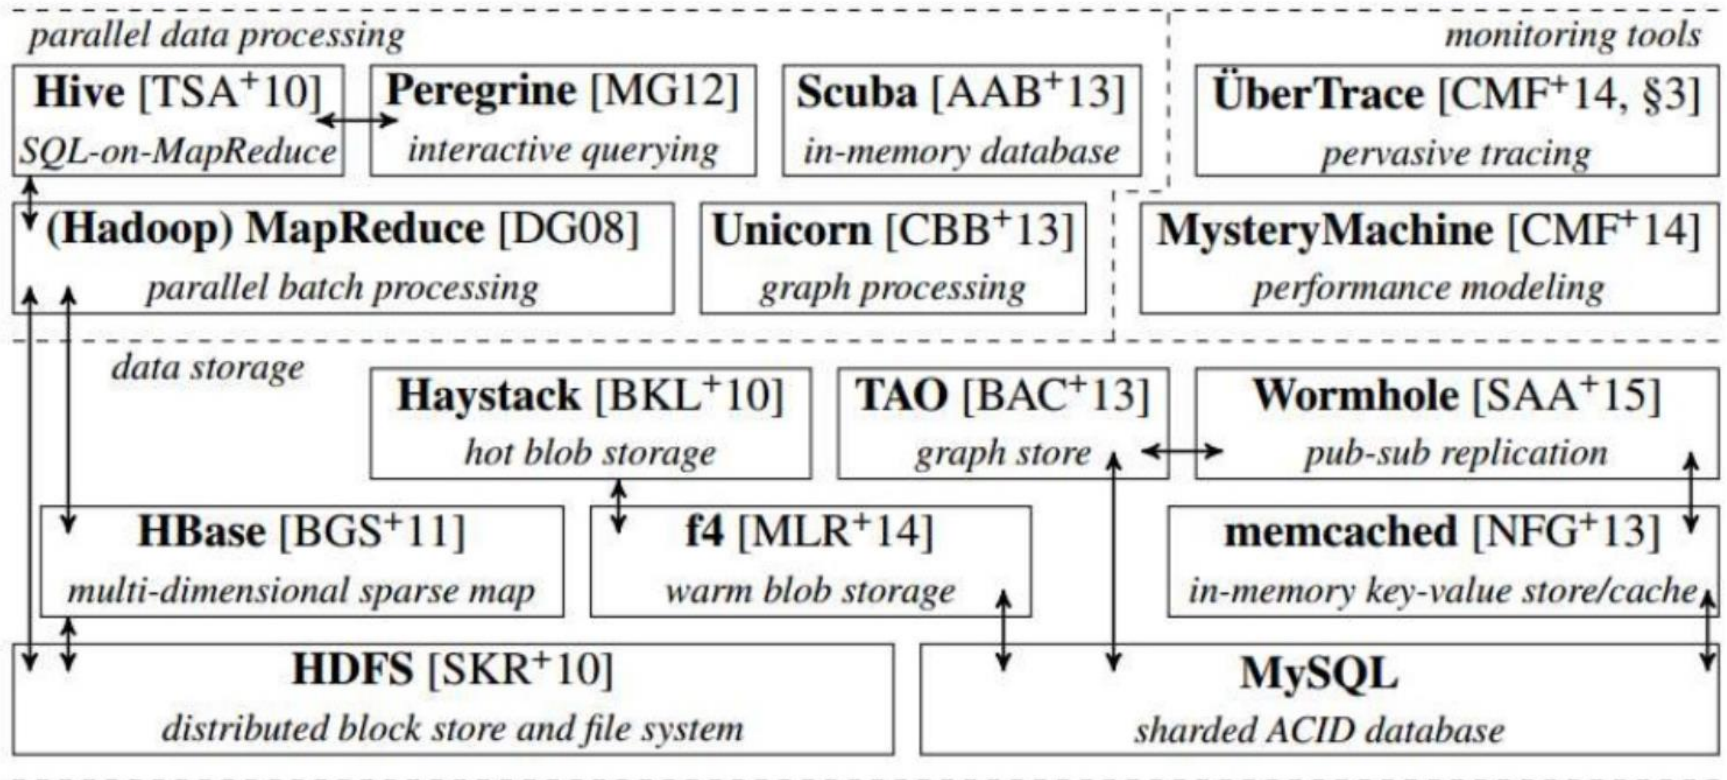 parallel data processing
monitoring tools
Hive [TSA+10]
SQL-on-MapReduce
Peregrine [MG12]
interactive querying
Scuba [AAB+13]
in-memory database
ÜberTrace [CMF+14, §3]
pervasive tracing
(Hadoop) MapReduce [DG08]
parallel batch processing
Unicorn [CBB+13]
graph processing
MysteryMachine [CMF+14]
performance modeling
data storage
Haystack [BKL+10]
hot blob storage
TAO [BAC+13]
graph store
Wormhole [SAA+15]
pub-sub replication
HBase [BGS+11]
multi-dimensional sparse map
f4 [MLR+14]
warm blob storage
memcached [NFG+13]
in-memory key-value store/cache
HDFS [SKR+10]
distributed block store and file system
MySQL
sharded ACID database